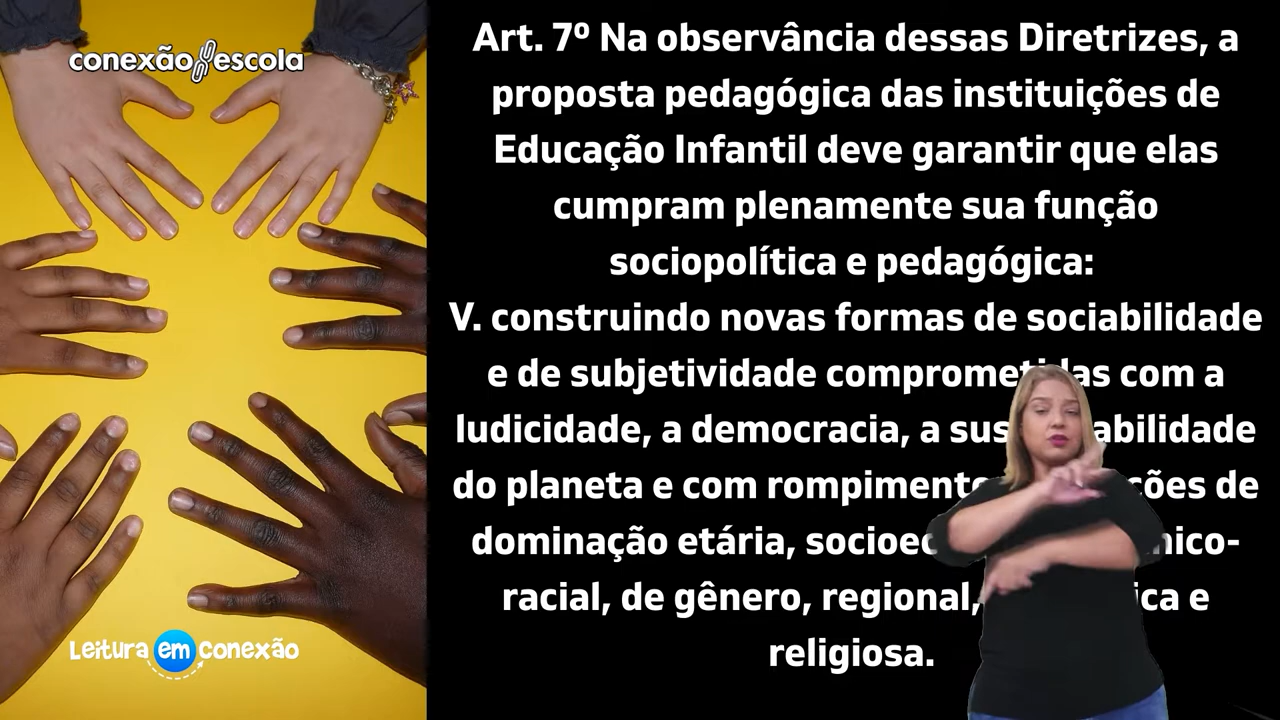 conexão escola
Art. 7º Na observância dessas Diretrizes, a
proposta pedagógica das instituições de
Educação Infantil deve garantir que elas
cumpram plenamente sua função
sociopolítica e pedagógica:
V. construindo novas formas de sociabilidade
e de subjetividade comprometidas com a
ludicidade, a democracia, a sustentabilidade
do planeta e com rompimento de relações de
dominação etária, socioeconômica, étnico-
racial, de gênero, regional, e
religiosa.
Leitura em conexão